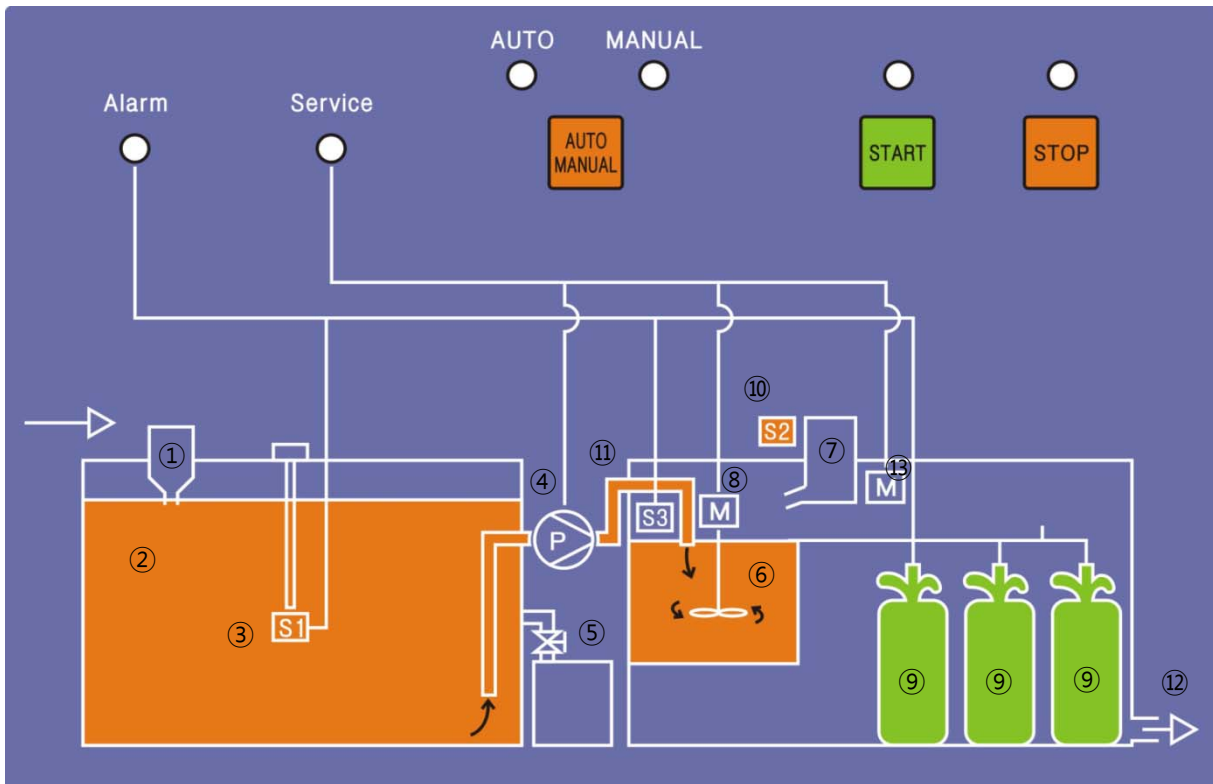 AUTO MANUAL
Alarm Service
AUTO
MANUAL
START
STOP
⑩
S2
①
⑪
⑦
④
⑧
⑬
M
S3
M
P
②
⑥
③
S1
⑤
⑨
⑨
⑨
⑫